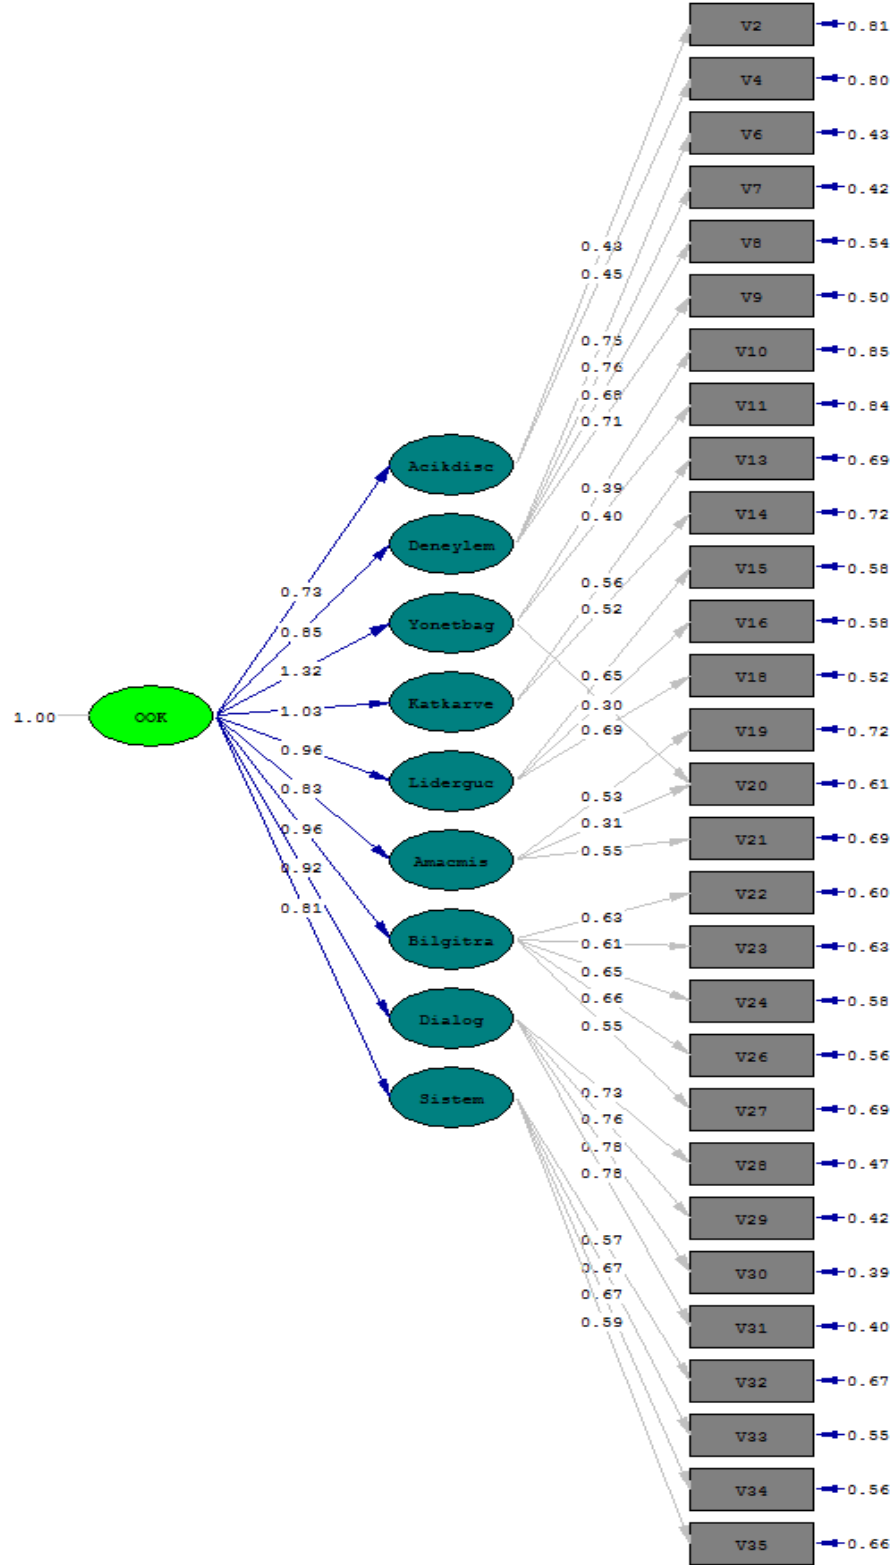 V2 0.81
V4 0.80
V6 0.43
V7 0.42
V8 0.54
0.43
0.45
V9 0.50
V10 0.85
0.75
0.76
0.68
0.71
V11 0.84
V13 0.69
Acikdisc
0.39
0.40
V14 0.72
Deneylem
V15 0.58
0.56
0.52
0.73
V16 0.58
Yonetbag
0.85
1.32
V18 0.52
0.65
0.30
0.69
Katkarve
1.00
OOK
1.03
V19 0.72
0.96
Liderguc
V20 0.61
0.83
0.53
0.31
0.55
0.96
V21 0.69
Amacmis
0.92
V22 0.60
0.81
0.63
0.61
0.65
0.66
0.55
Bilgitra
V23 0.63
V24 0.58
Dialog
V26 0.56
Sistem
0.73
0.76
0.78
0.78
V27 0.69
V28 0.47
V29 0.42
0.57
0.67
0.67
0.59
V30 0.39
V31 0.40
V32 0.67
V33 0.55
V34 0.56
V35 0.66